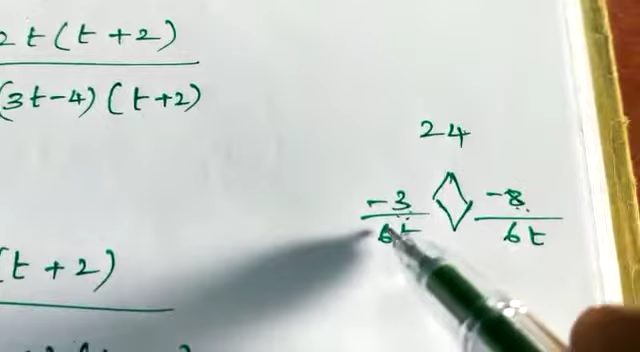 2t(t+2)
(3t-4)(t+2)
24
-3 -8
6t 6t
(t+2)